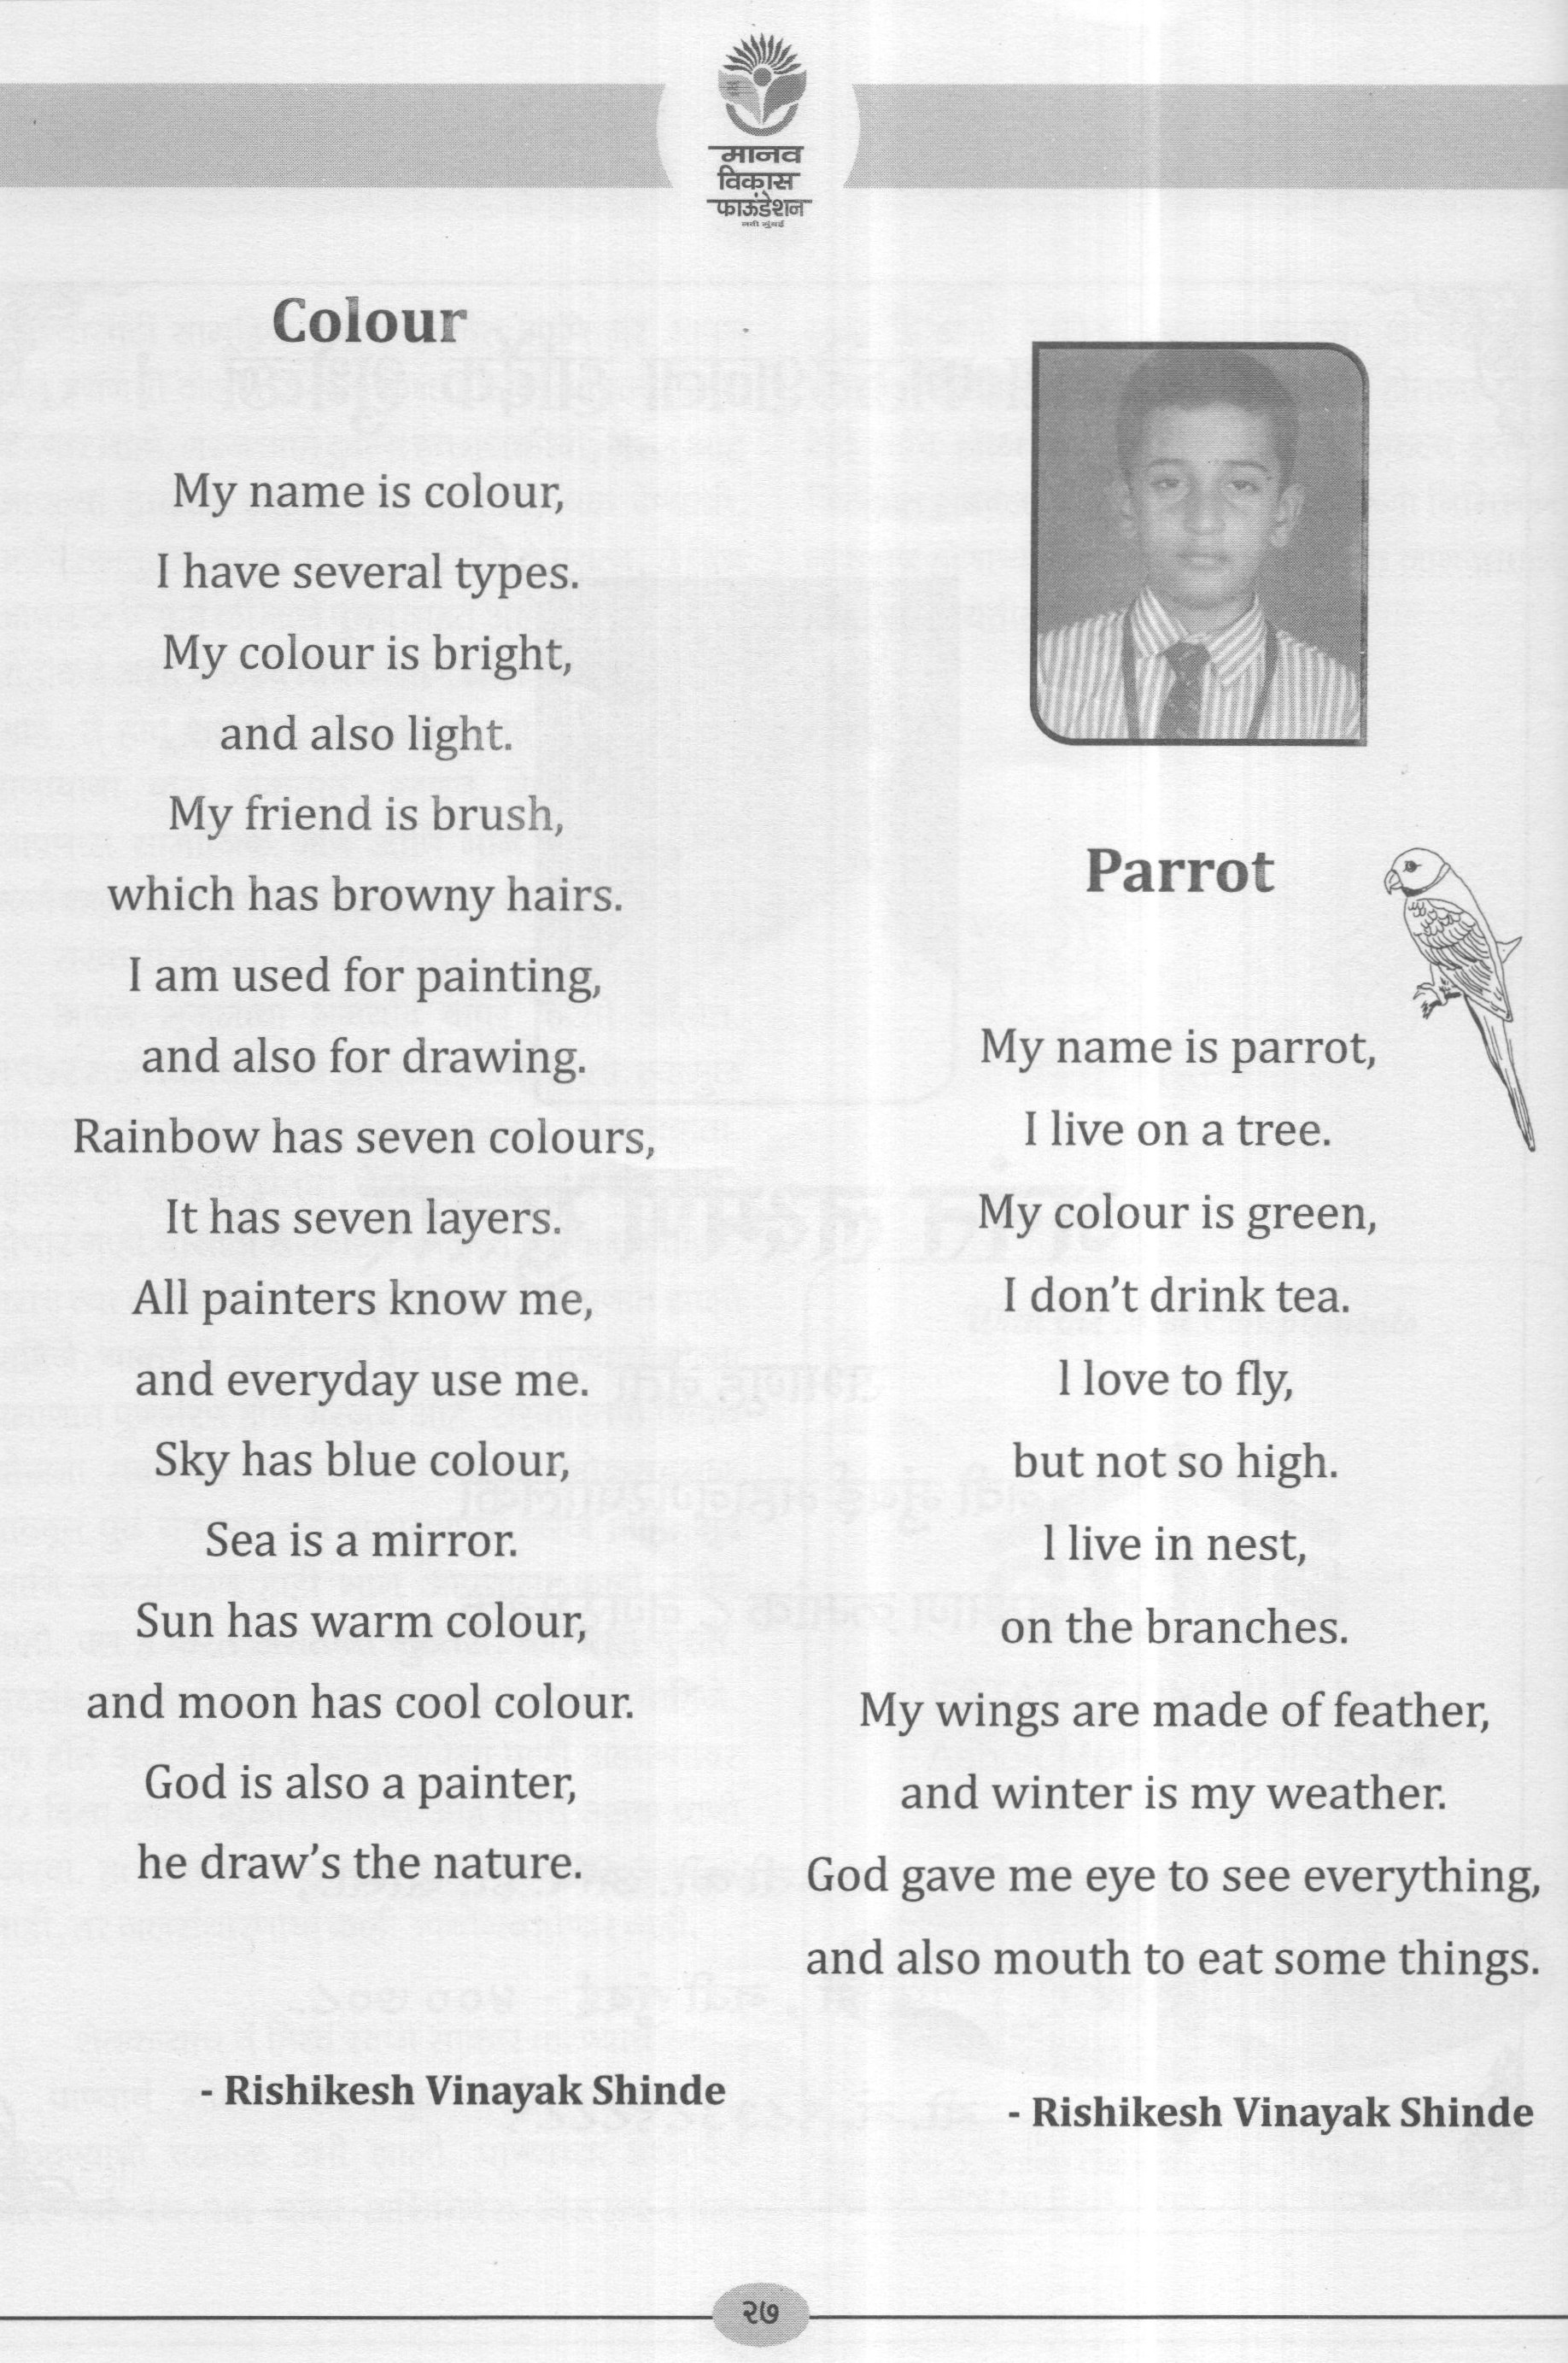 मानव
विकास
फाऊंडेशन
नवी मुंबई
Colour
My name is colour,
I have several types.
My colour is bright,
and also light.
My friend is brush,
which has browny hairs.
I am used for painting,
and also for drawing.
Rainbow has seven colours,
It has seven layers.
All painters know me,
and everyday use me.
Sky has blue colour,
Sea is a mirror.
Sun has warm colour,
and moon has cool colour.
God is also a painter,
he draw’s the nature.
- Rishikesh Vinayak Shinde
Parrot
My name is parrot,
I live on a tree.
My colour is green,
I don’t drink tea.
l love to fly,
but not so high.
l live in nest,
on the branches.
My wings are made of feather,
and winter is my weather.
God gave me eye to see everything,
and also mouth to eat some things.
- Rishikesh Vinayak Shinde
२७